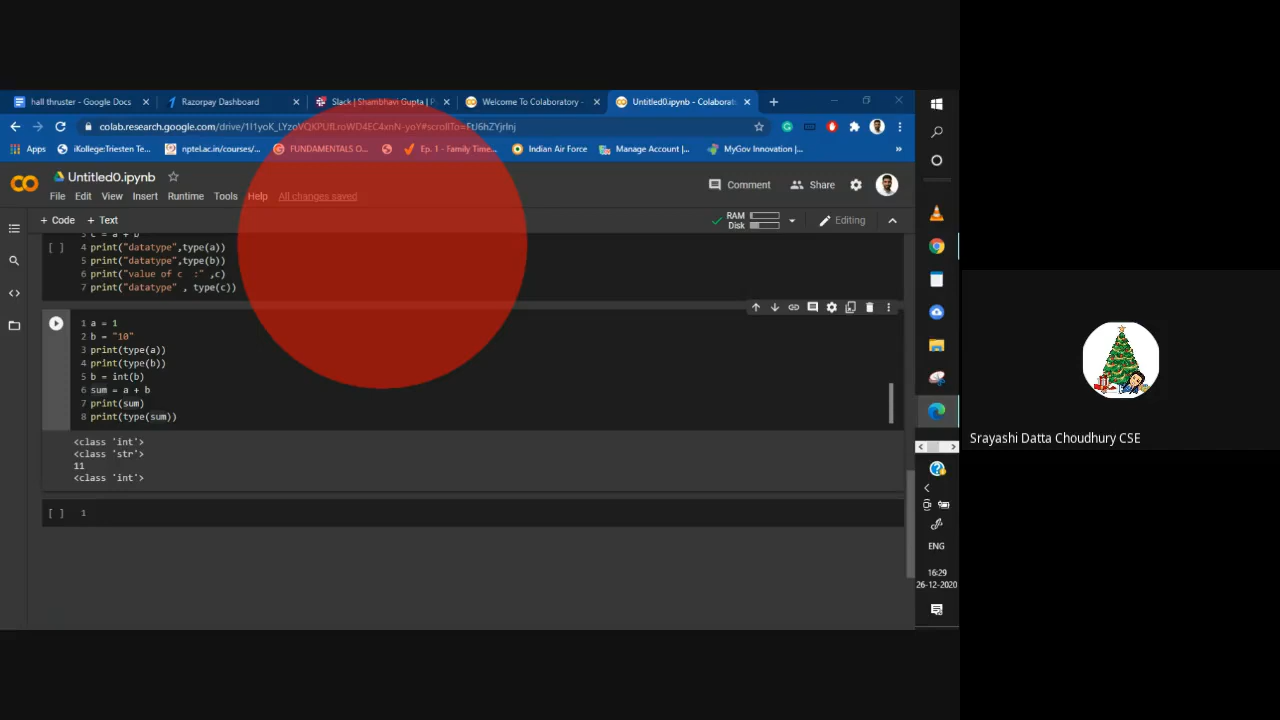 hall thruster - Google Docs
Razorpay Dashboard
Slack | Shambhavi Gupta | P
Welcome To Colaboratory -
Untitled0.ipynb - Colaborato
Apps
iKollege:Triesten Te...
nptel.ac.in/courses/...
FUNDAMENTALS O...
Ep. 1 - Family Time...
Indian Air Force
Manage Account |...
MyGov Innovation |...
Untitled0.ipynb
Comment
Share
File Edit View Insert Runtime Tools Help All changes saved
+ Code + Text
RAM
Disk
Editing
3 c = a + b
[ ] 4 print("datatype",type(a))
5 print("datatype",type(b))
6 print("value of c  :" ,c)
7 print("datatype" , type(c))
1 a = 1
2 b = "10"
3 print(type(a))
4 print(type(b))
5 b = int(b)
6 sum = a + b
7 print(sum)
8 print(type(sum))
<class 'int'>
<class 'str'>
11
<class 'int'>
[ ] 1
ENG
16:29
26-12-2020
Srayashi Datta Choudhury CSE